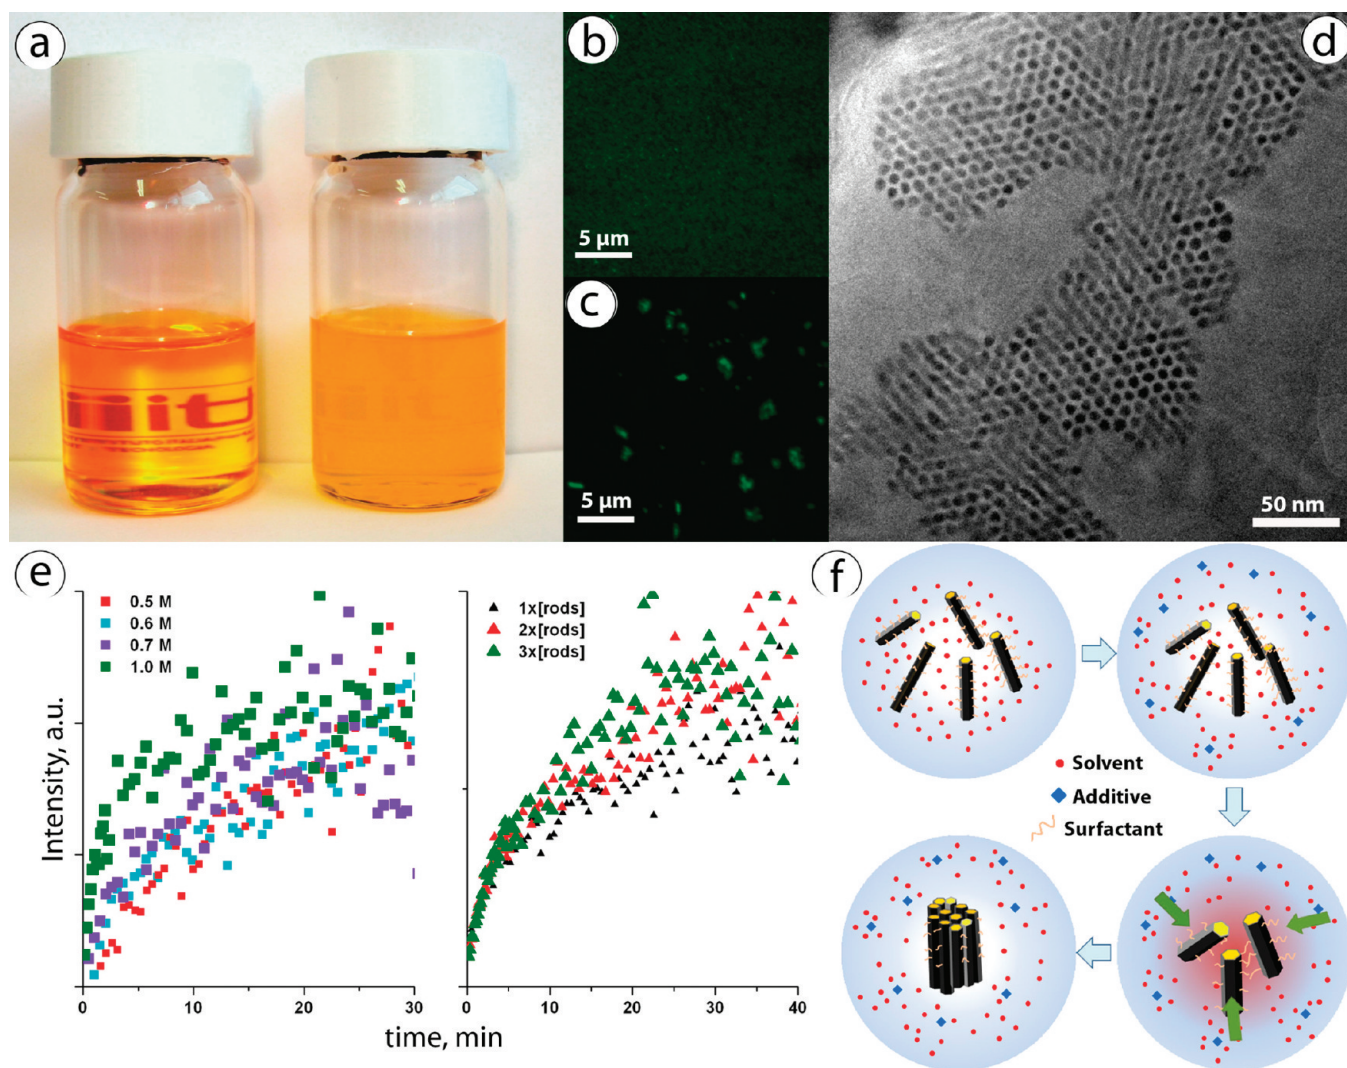 a
b
5 μm
c
5 μm
d
50 nm
e
0.5 M
0.6 M
0.7 M
1.0 M
1x[rods]
2x[rods]
3x[rods]
Intensity, a.u.
0
10
20
30
0
10
20
30
40
time, min
f
Solvent
Additive
Surfactant